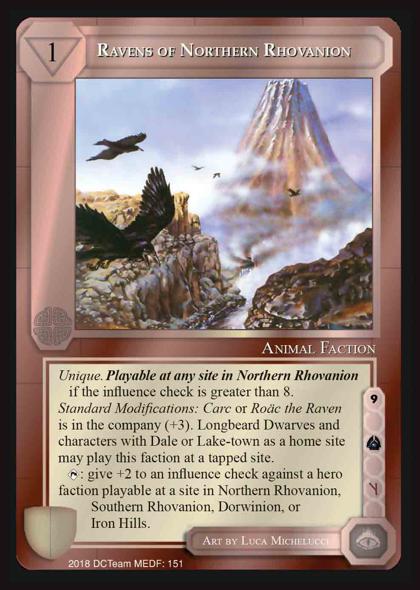 1
RAVENS OF NORTHERN RHOVANION
ANIMAL FACTION
Unique. Playable at any site in Northern Rhovanion
if the influence check is greater than 8.
Standard Modifications: Carc or Roäc the Raven
is in the company (+3). Longbeard Dwarves and
characters with Dale or Lake-town as a home site
may play this faction at a tapped site.
: give +2 to an influence check against a hero
faction playable at a site in Northern Rhovanion,
Southern Rhovanion, Dorwinion, or
Iron Hills.
9
ART BY LUCA MICHELUCCI
2018 DCTeam MEDF: 151